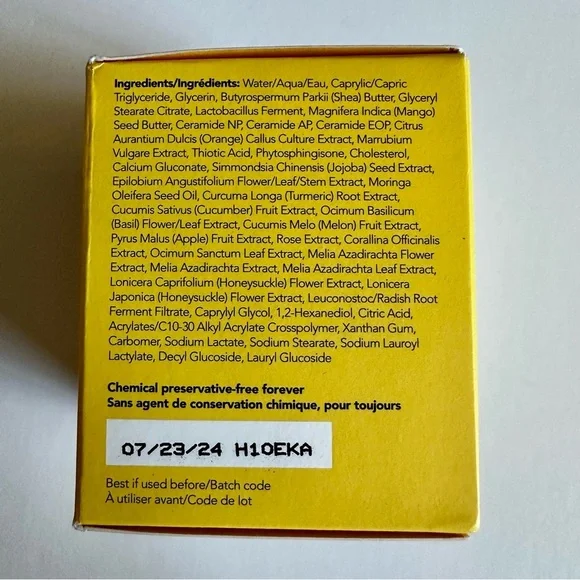 Ingredients/Ingrédients: Water/Aqua/Eau, Caprylic/Capric
Triglyceride, Glycerin, Butyrospermum Parkii (Shea) Butter, Glyceryl
Stearate Citrate, Lactobacillus Ferment, Magnifera Indica (Mango)
Seed Butter, Ceramide NP, Ceramide AP, Ceramide EOP, Citrus
Aurantium Dulcis (Orange) Callus Culture Extract, Marrubium
Vulgare Extract, Thiotic Acid, Phytosphingisone, Cholesterol,
Calcium Gluconate, Simmondsia Chinensis (Jojoba) Seed Extract,
Epilobium Angustifolium Flower/Leaf/Stem Extract, Moringa
Oleifera Seed Oil, Curcuma Longa (Turmeric) Root Extract,
Cucumis Sativus (Cucumber) Fruit Extract, Ocimum Basilicum
(Basil) Flower/Leaf Extract, Cucumis Melo (Melon) Fruit Extract,
Pyrus Malus (Apple) Fruit Extract, Rose Extract, Corallina Officinalis
Extract, Ocimum Sanctum Leaf Extract, Melia Azadirachta Flower
Extract, Melia Azadirachta Extract, Melia Azadirachta Leaf Extract,
Lonicera Caprifolium (Honeysuckle) Flower Extract, Lonicera
Japonica (Honeysuckle) Flower Extract, Leuconostoc/Radish Root
Ferment Filtrate, Caprylyl Glycol, 1,2-Hexanediol, Citric Acid,
Acrylates/C10-30 Alkyl Acrylate Crosspolymer, Xanthan Gum,
Carbomer, Sodium Lactate, Sodium Stearate, Sodium Lauroyl
Lactylate, Decyl Glucoside, Lauryl Glucoside
Chemical preservative-free forever
Sans agent de conservation chimique, pour toujours
07/23/24 H10EKA
Best if used before/Batch code
À utiliser avant/Code de lot